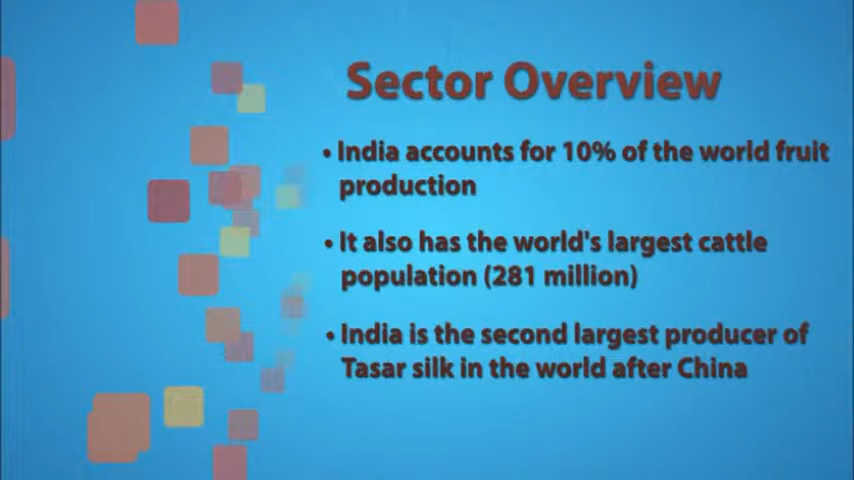 Sector Overview
• India accounts for 10% of the world fruit
production
• It also has the world's largest cattle
population (281 million)
• India is the second largest producer of
Tasar silk in the world after China